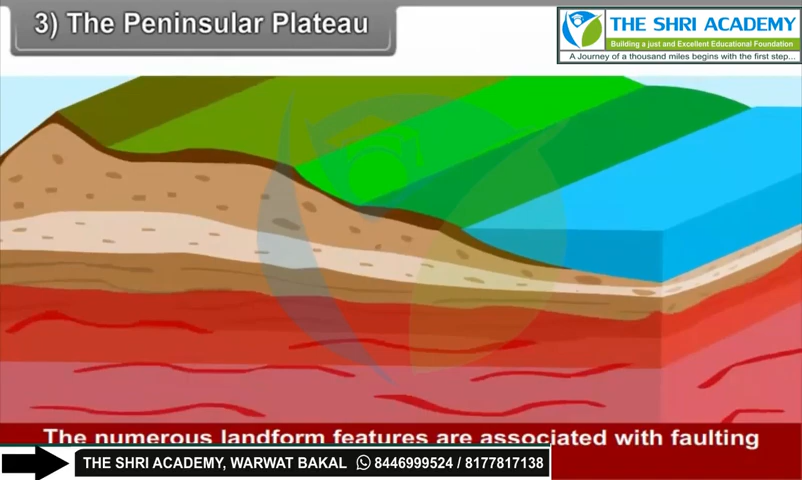 3) The Peninsular Plateau
THE SHRI ACADEMY
Building a just and Excellent Educational Foundation
A Journey of a thousand miles begins with the first step...
The numerous landform features are associated with faulting
THE SHRI ACADEMY, WARWAT BAKAL 8446999524 / 8177817138